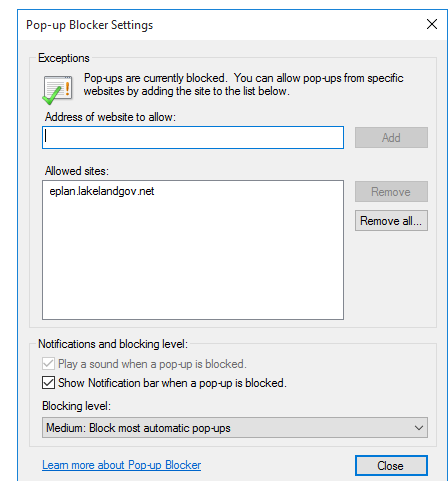 Pop-up Blocker Settings
Exceptions
Pop-ups are currently blocked. You can allow pop-ups from specific
websites by adding the site to the list below.
Address of website to allow:
Add
Allowed sites:
eplan.lakelandgov.net
Remove
Remove all...
Notifications and blocking level:
Play a sound when a pop-up is blocked.
Show Notification bar when a pop-up is blocked.
Blocking level:
Medium: Block most automatic pop-ups
Learn more about Pop-up Blocker
Close